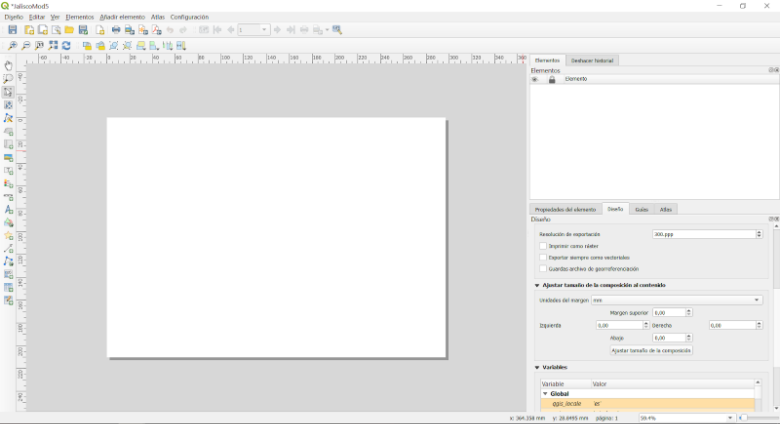 *JaliscoMod5
Diseño Editar Ver Elementos Añadir elemento Atlas Configuración
1
Elementos Deshacer historial
Elementos
Elemento
Propiedades del elemento Diseño Guías Atlas
Diseño
Resolución de exportación 300 ppp
Imprimir como ráster
Exportar siempre como vectoriales
Guardar archivo de georreferenciación
Ajustar tamaño de la composición al contenido
Unidades del margen mm
Margen superior 0,00
Izquierda 0,00 Derecha 0,00
Abajo 0,00
Ajustar tamaño de la composición
Variables
Variable Valor
Global
qgis_locale 'es'
x: 364.358 mm y: 28.6495 mm página: 1 59.4%